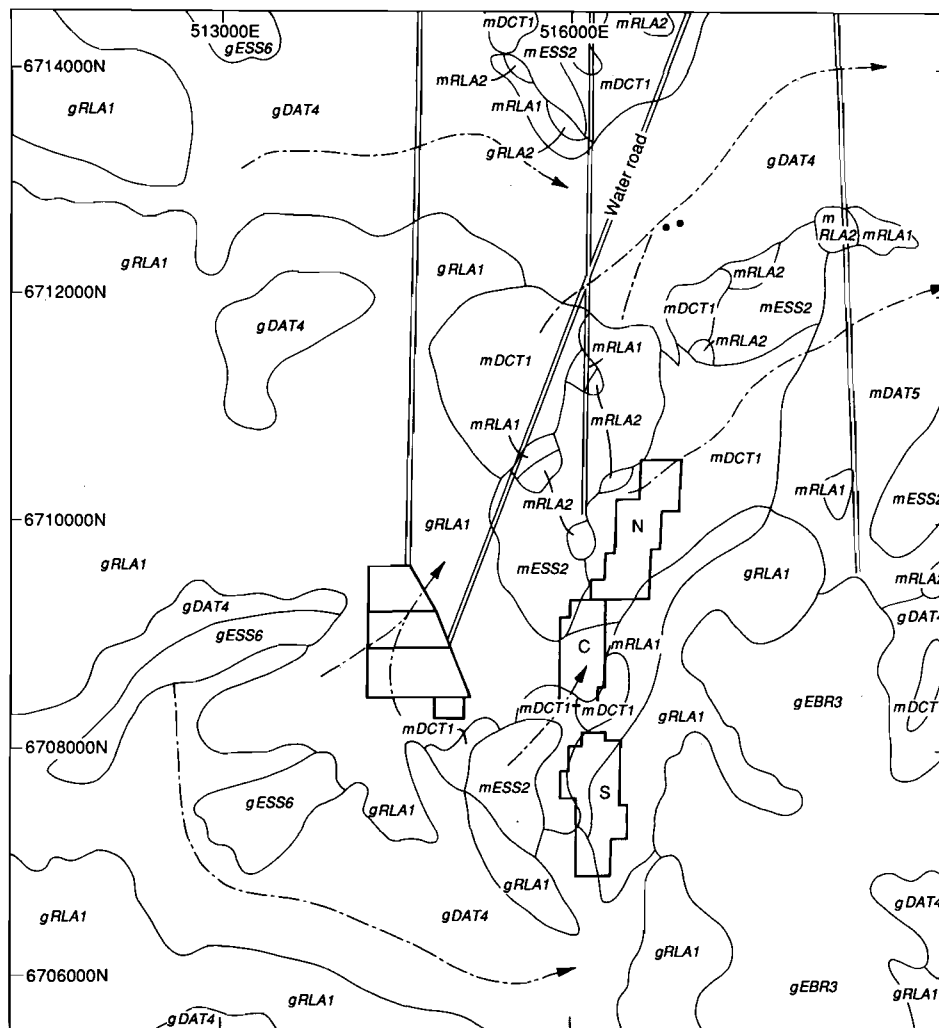 513000E
516000E
mDCT1
mRLA2
gESS6
mESS2
6714000N
mRLA2
mDCT1
gRLA1
gDAT4
mRLA1
gRLA2
gDAT4
Water road
m
RLA2
mRLA1
gRLA1
gRLA1
mRLA2
6712000N
mDCT1
mESS2
gDAT4
mRLA2
mRLA1
mDCT1
mDAT5
mRLA1
mRLA2
mDCT1
mRLA1
mRLA2
mESS2
6710000N
gRLA1
N
gRLA1
mESS2
gRLA1
mRLA2
gDAT4
gDAT4
gESS6
C
mRLA1
gEBR3
mDCT1
mDCT1
mDCT1
gRLA1
mDCT1
6708000N
mESS2
S
gESS6
gRLA1
gRLA1
gDAT4
gDAT4
gRLA1
gRLA1
6706000N
gEBR3
gRLA1
gRLA1
gDAT4